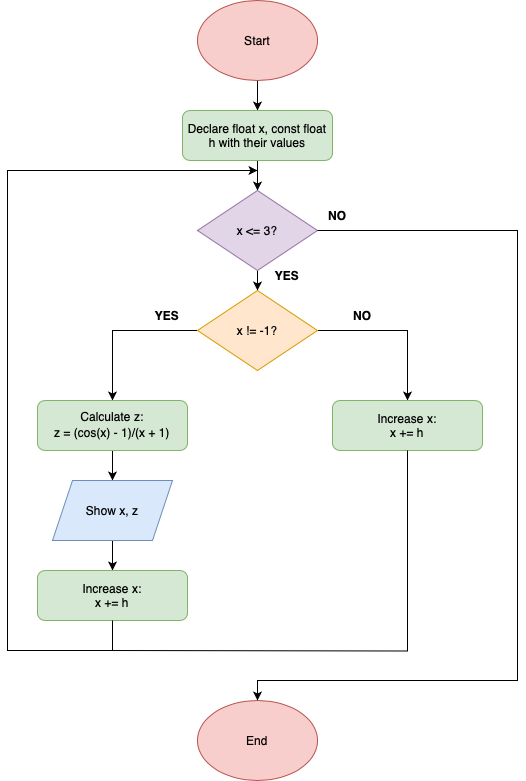 Start
Declare float x, const float
h with their values
x <= 3?
NO
YES
x != -1?
YES
NO
Calculate z:
z = (cos(x) - 1)/(x + 1)
Increase x:
x += h
Show x, z
Increase x:
x += h
End